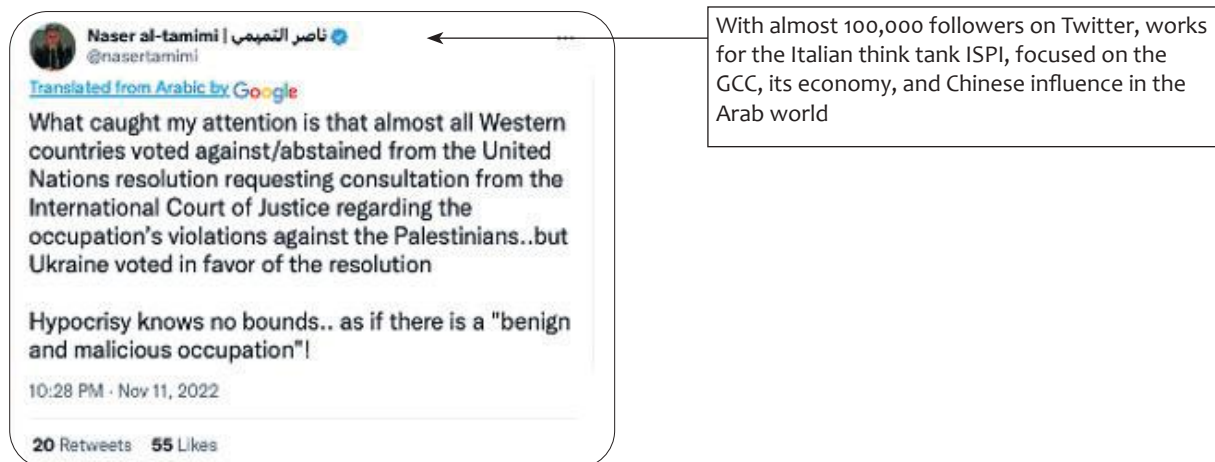 Naser al-tamimi | ناصر التميمي
@nasertamimi
...
Translated from Arabic by Google
What caught my attention is that almost all Western
countries voted against/abstained from the United
Nations resolution requesting consultation from the
International Court of Justice regarding the
occupation's violations against the Palestinians..but
Ukraine voted in favor of the resolution
Hypocrisy knows no bounds.. as if there is a "benign
and malicious occupation"!
10:28 PM · Nov 11, 2022
20 Retweets 55 Likes
With almost 100,000 followers on Twitter, works
for the Italian think tank ISPI, focused on the
GCC, its economy, and Chinese influence in the
Arab world